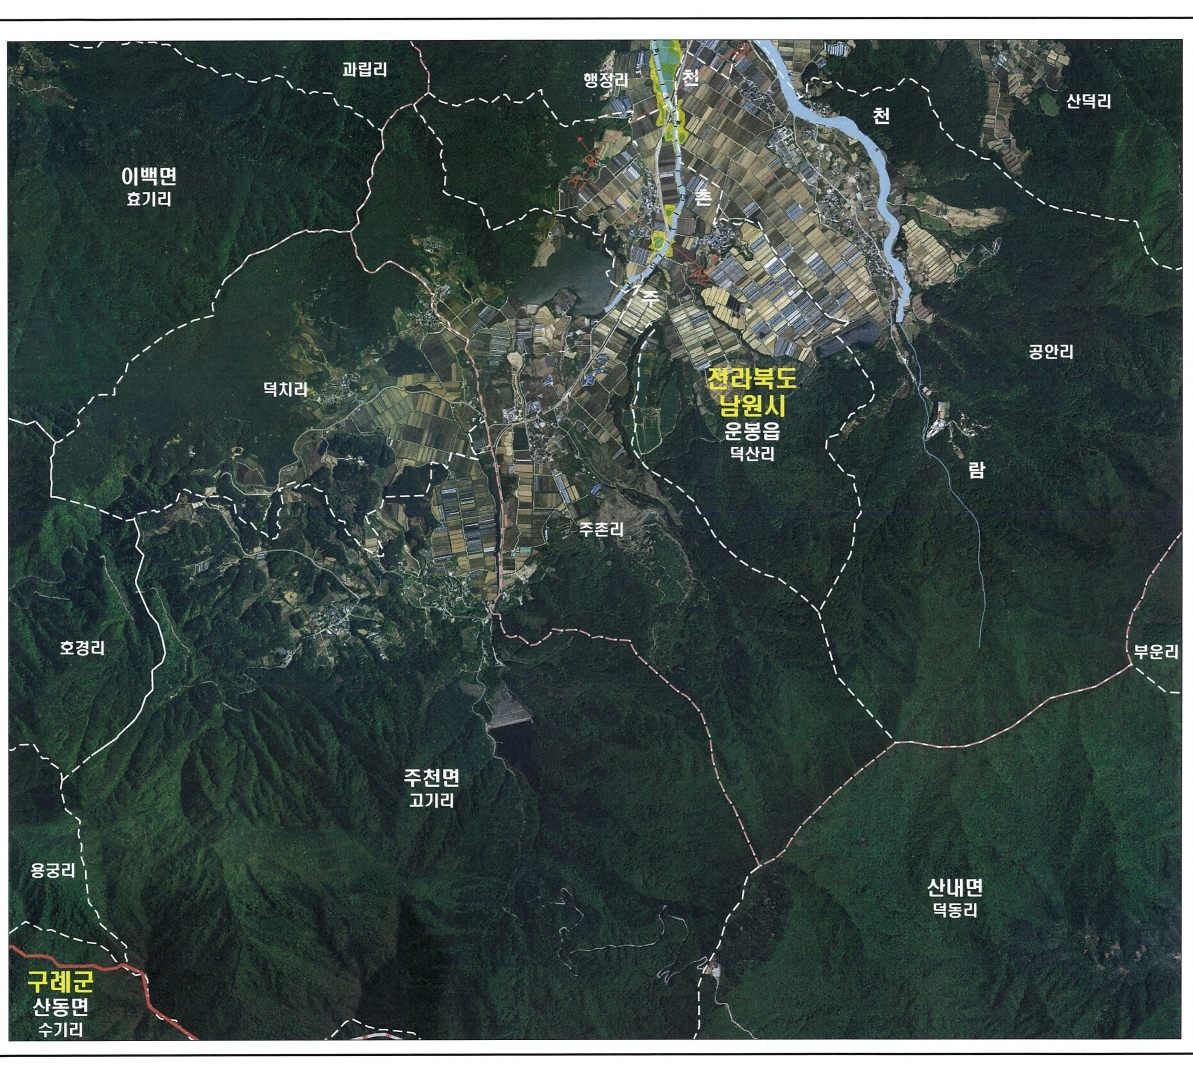 과립리
행정리
천
산덕리
천
이백면
효기리
촌
주
공안리
덕치리
전라북도
남원시
운봉읍
덕산리
람
주촌리
호경리
부운리
주천면
고기리
용궁리
산내면
덕동리
구례군
산동면
수기리